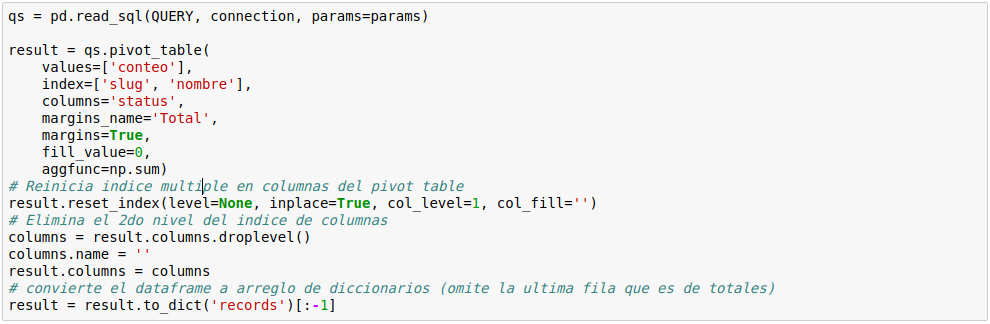 qs = pd.read_sql(QUERY, connection, params=params)

result = qs.pivot_table(
    values=['conteo'],
    index=['slug', 'nombre'],
    columns='status',
    margins_name='Total',
    margins=True,
    fill_value=0,
    aggfunc=np.sum)
# Reinicia indice multiple en columnas del pivot table
result.reset_index(level=None, inplace=True, col_level=1, col_fill='')
# Elimina el 2do nivel del indice de columnas
columns = result.columns.droplevel()
columns.name = ''
result.columns = columns
# convierte el dataframe a arreglo de diccionarios (omite la ultima fila que es de totales)
result = result.to_dict('records')[:-1]